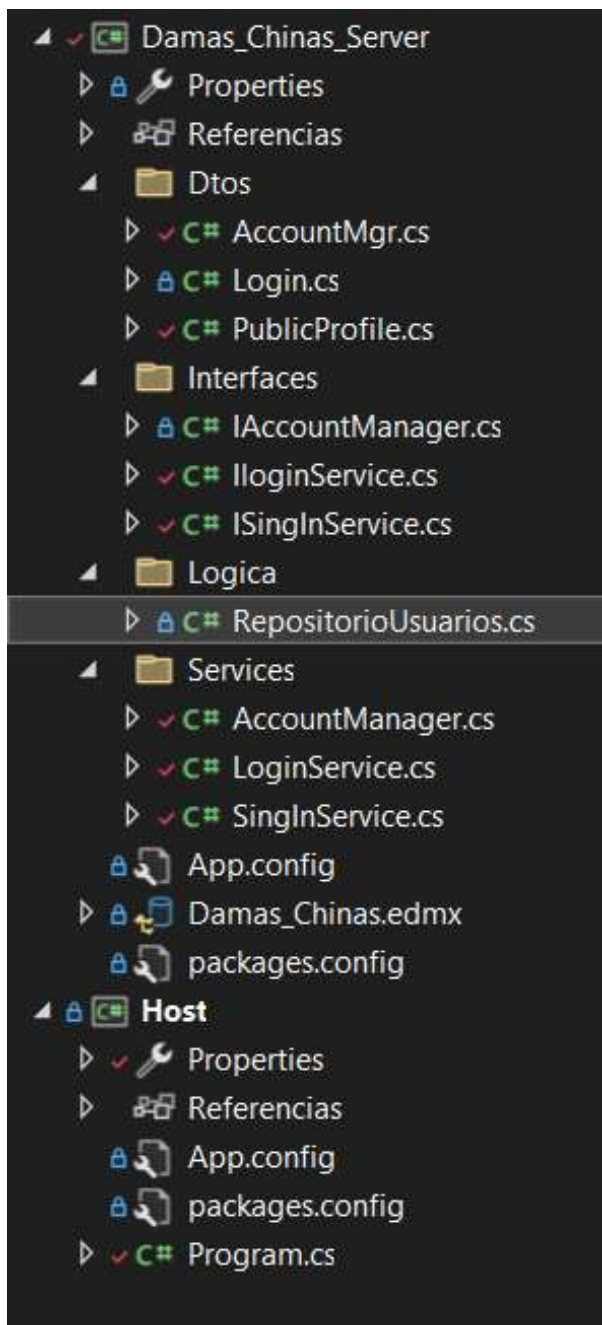 C# Damas_Chinas_Server
Properties
Referencias
Dtos
C# AccountMgr.cs
C# Login.cs
C# PublicProfile.cs
Interfaces
C# IAccountManager.cs
C# IloginService.cs
C# ISingInService.cs
Logica
C# RepositorioUsuarios.cs
Services
C# AccountManager.cs
C# LoginService.cs
C# SingInService.cs
App.config
Damas_Chinas.edmx
packages.config
C# Host
Properties
Referencias
App.config
packages.config
C# Program.cs